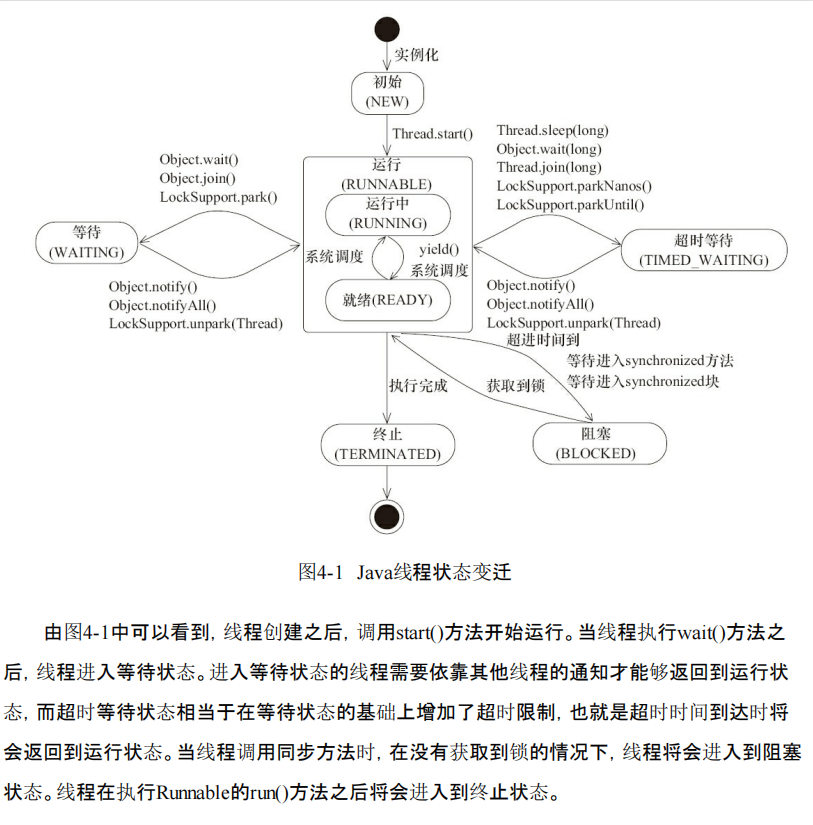 实例化
初始
(NEW)
Thread.start()
Object.wait()
Object.join()
LockSupport.park()
Thread.sleep(long)
Object.wait(long)
Thread.join(long)
LockSupport.parkNanos()
LockSupport.parkUntil()
运行
(RUNNABLE)
运行中
(RUNNING)
等待
(WAITING)
超时等待
(TIMED_WAITING)
系统调度
yield()
系统调度
就绪(READY)
Object.notify()
Object.notifyAll()
LockSupport.unpark(Thread)
Object.notify()
Object.notifyAll()
LockSupport.unpark(Thread)
超进时间到
等待进入synchronized方法
等待进入synchronized块
获取到锁
执行完成
终止
(TERMINATED)
阻塞
(BLOCKED)
图4-1 Java线程状态变迁
由图4-1中可以看到，线程创建之后，调用start()方法开始运行。当线程执行wait()方法之
后，线程进入等待状态。进入等待状态的线程需要依靠其他线程的通知才能够返回到运行状
态，而超时等待状态相当于在等待状态的基础上增加了超时限制，也就是超时时间到达时将
会返回到运行状态。当线程调用同步方法时，在没有获取到锁的情况下，线程将会进入到阻塞
状态。线程在执行Runnable的run()方法之后将会进入到终止状态。